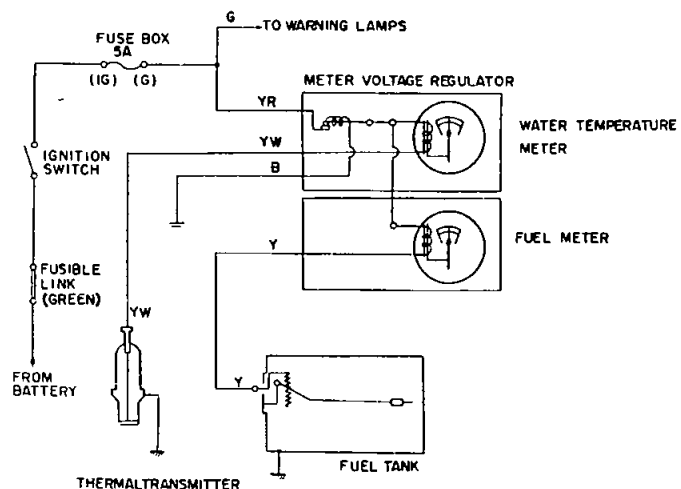 G
TO WARNING LAMPS
FUSE BOX
5A
(IG) (G)
METER VOLTAGE REGULATOR
YR
WATER TEMPERATURE
METER
YW
IGNITION
SWITCH
B
FUEL METER
Y
FUSIBLE
LINK
(GREEN)
YW
FROM
BATTERY
Y
FUEL TANK
THERMALTRANSMITTER